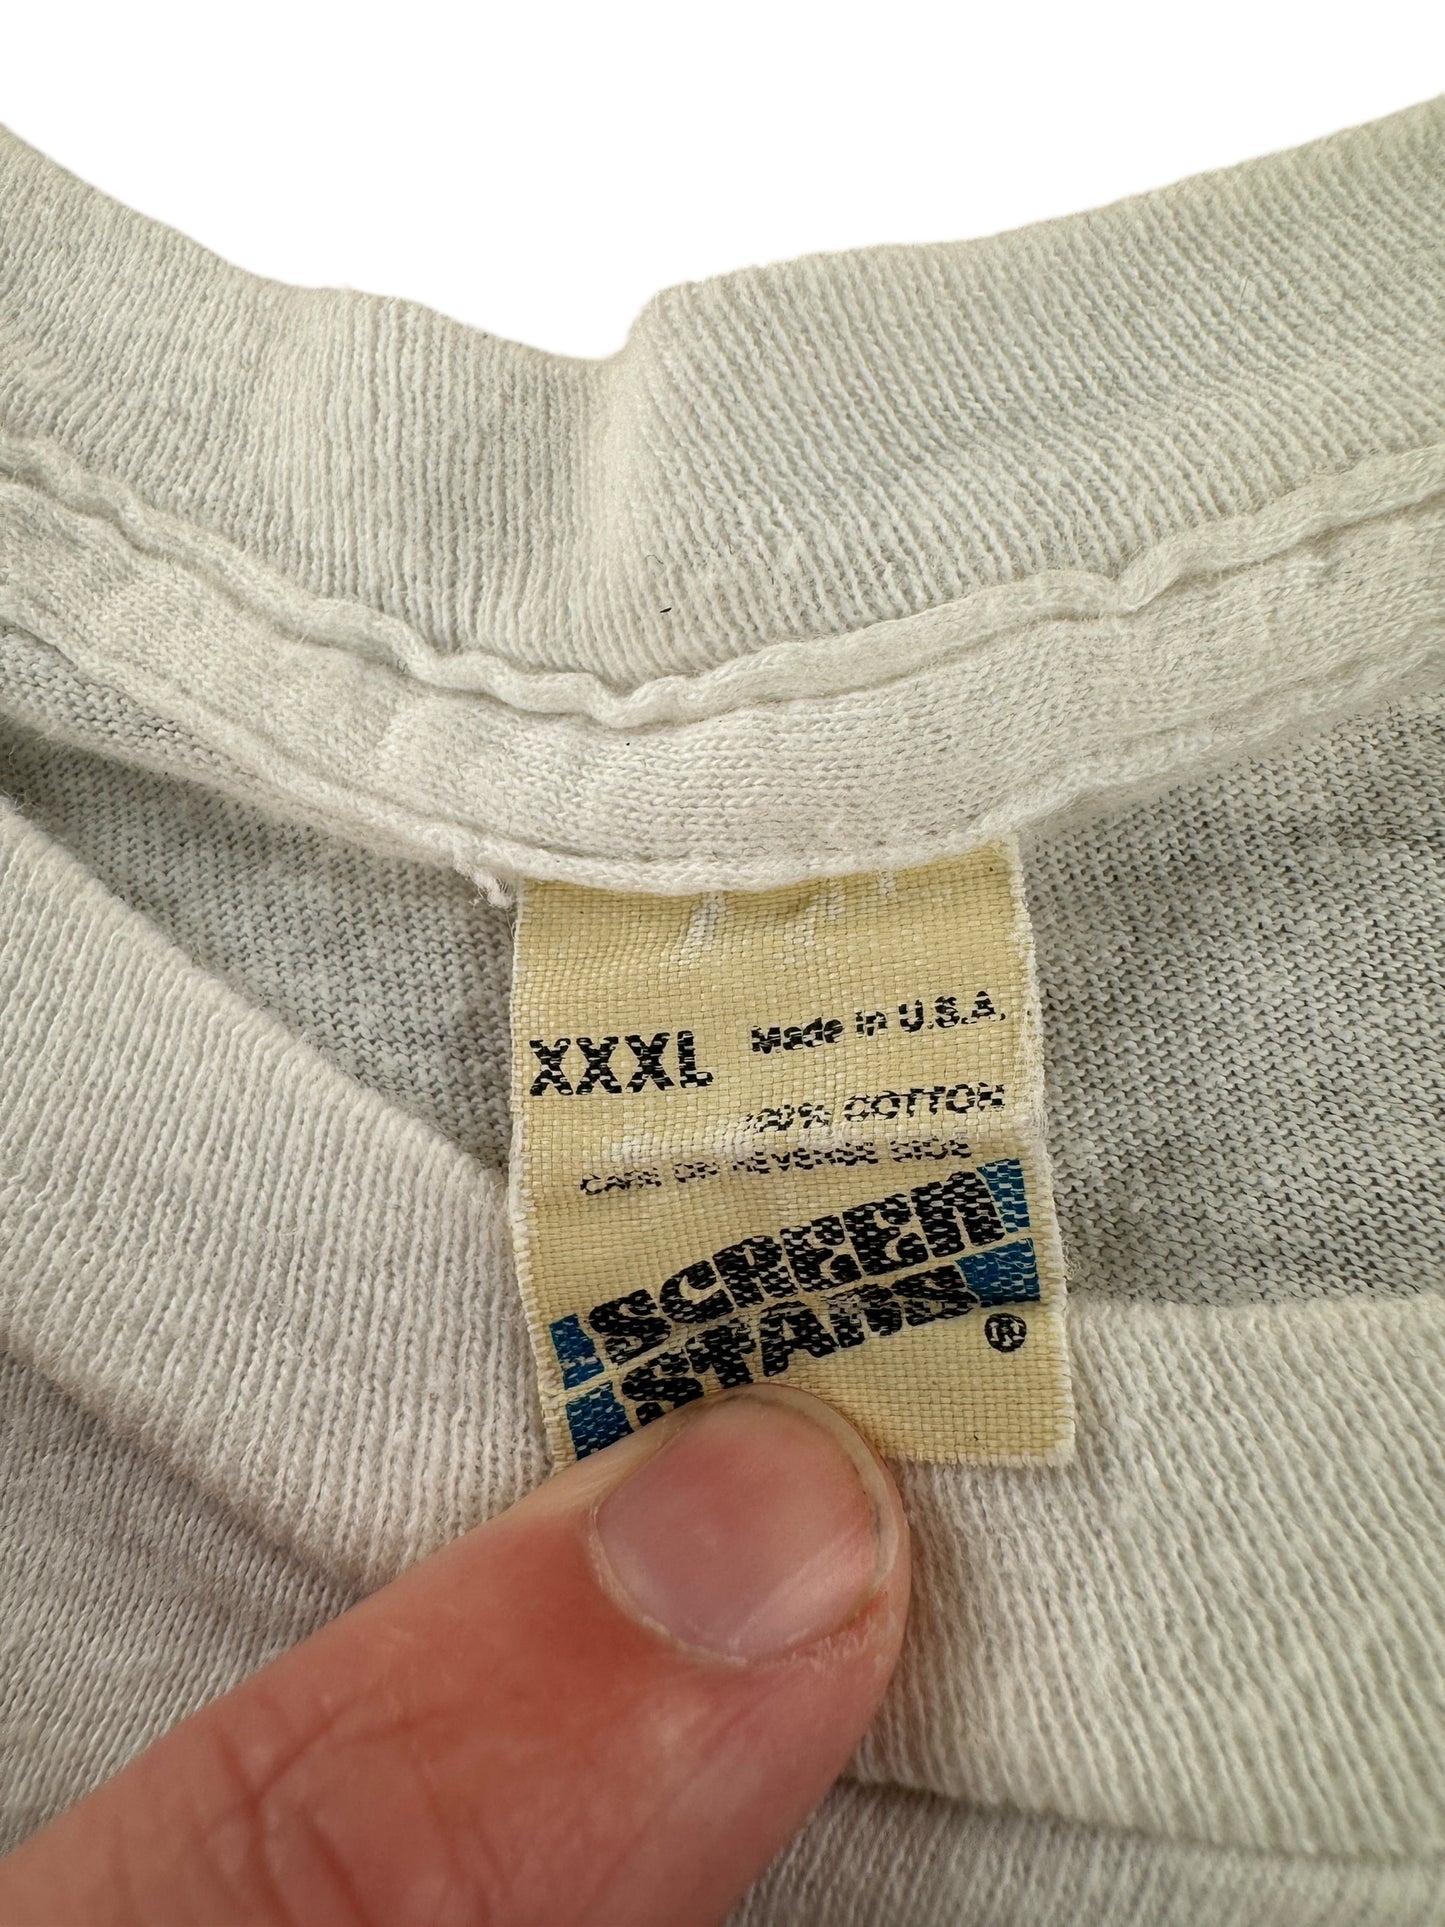 XXXL Made in U.S.A.
100% COTTON
CARE ON REVERSE SIDE
SCREEN
STARS ®